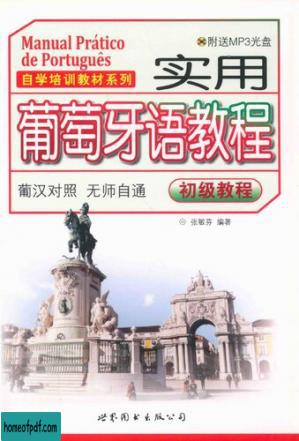 Manual Prático
de Português
附送MP3光盘
自学培训教材系列
实用
葡萄牙语教程
葡汉对照 无师自通
初级教程
张敏芬 编著
世界图书出版公司
homeofpdf.com